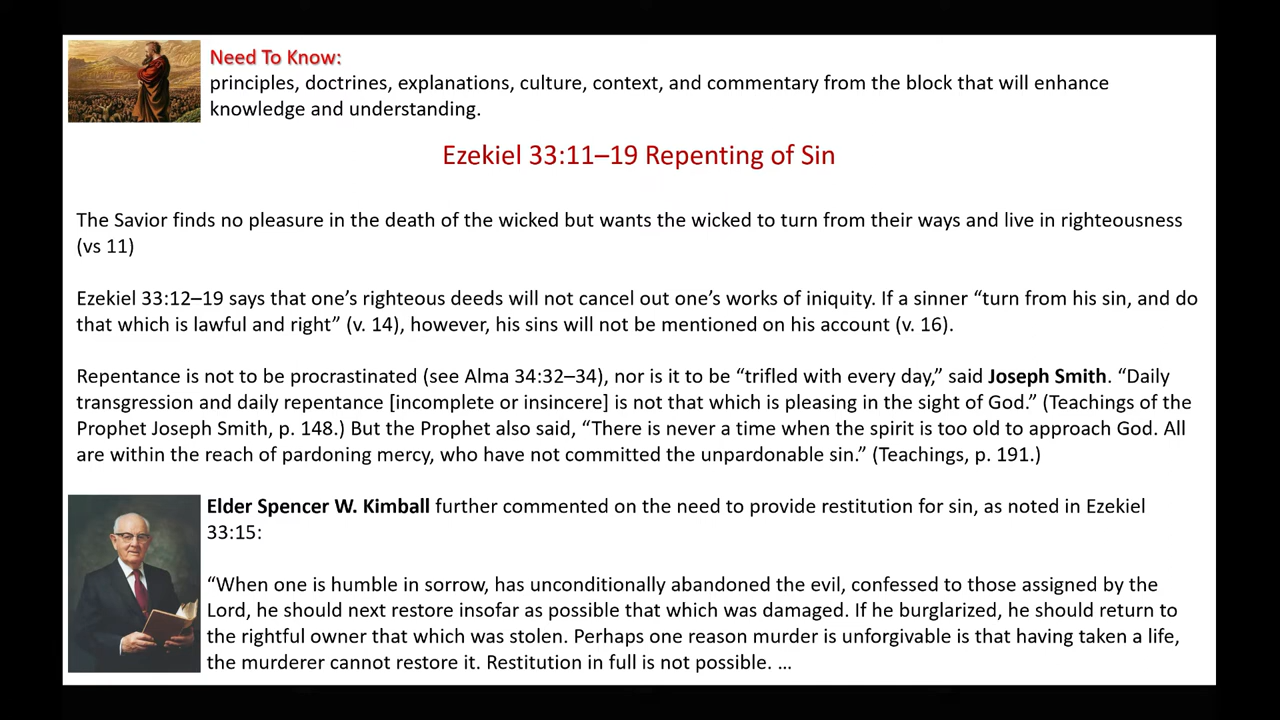 Need To Know:
principles, doctrines, explanations, culture, context, and commentary from the block that will enhance
knowledge and understanding.
Ezekiel 33:11–19 Repenting of Sin
The Savior finds no pleasure in the death of the wicked but wants the wicked to turn from their ways and live in righteousness
(vs 11)
Ezekiel 33:12–19 says that one’s righteous deeds will not cancel out one’s works of iniquity. If a sinner “turn from his sin, and do
that which is lawful and right” (v. 14), however, his sins will not be mentioned on his account (v. 16).
Repentance is not to be procrastinated (see Alma 34:32–34), nor is it to be “trifled with every day,” said Joseph Smith. “Daily
transgression and daily repentance [incomplete or insincere] is not that which is pleasing in the sight of God.” (Teachings of the
Prophet Joseph Smith, p. 148.) But the Prophet also said, “There is never a time when the spirit is too old to approach God. All
are within the reach of pardoning mercy, who have not committed the unpardonable sin.” (Teachings, p. 191.)
Elder Spencer W. Kimball further commented on the need to provide restitution for sin, as noted in Ezekiel
33:15:
“When one is humble in sorrow, has unconditionally abandoned the evil, confessed to those assigned by the
Lord, he should next restore insofar as possible that which was damaged. If he burglarized, he should return to
the rightful owner that which was stolen. Perhaps one reason murder is unforgivable is that having taken a life,
the murderer cannot restore it. Restitution in full is not possible. …